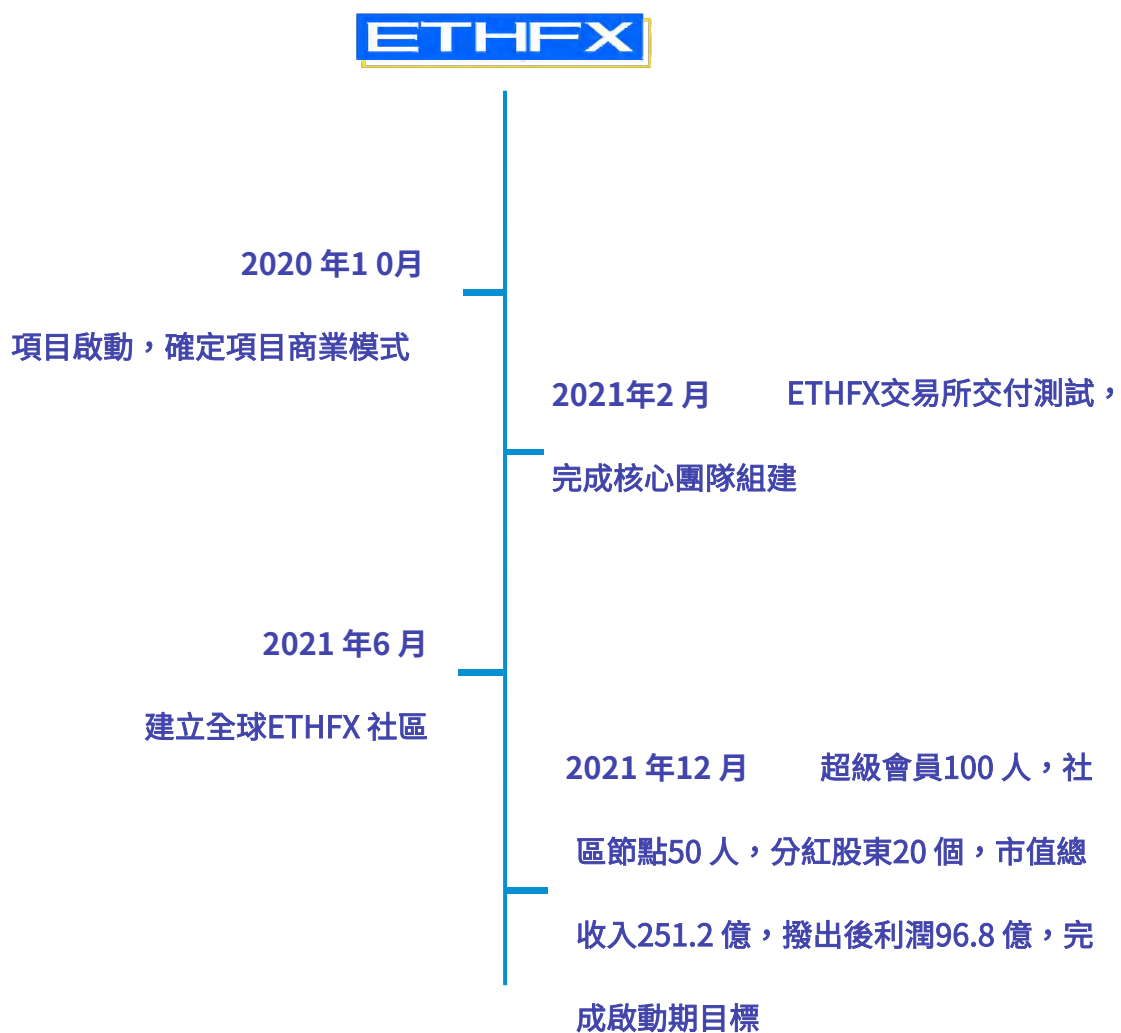 ETHFX
2020 年1 0月
項目啟動，確定項目商業模式
2021年2 月 ETHFX交易所交付測試，
完成核心團隊組建
2021 年6 月
建立全球ETHFX 社區
2021 年12 月 超級會員100 人，社
區節點50 人，分紅股東20 個，市值總
收入251.2 億，撥出後利潤96.8 億，完
成啟動期目標